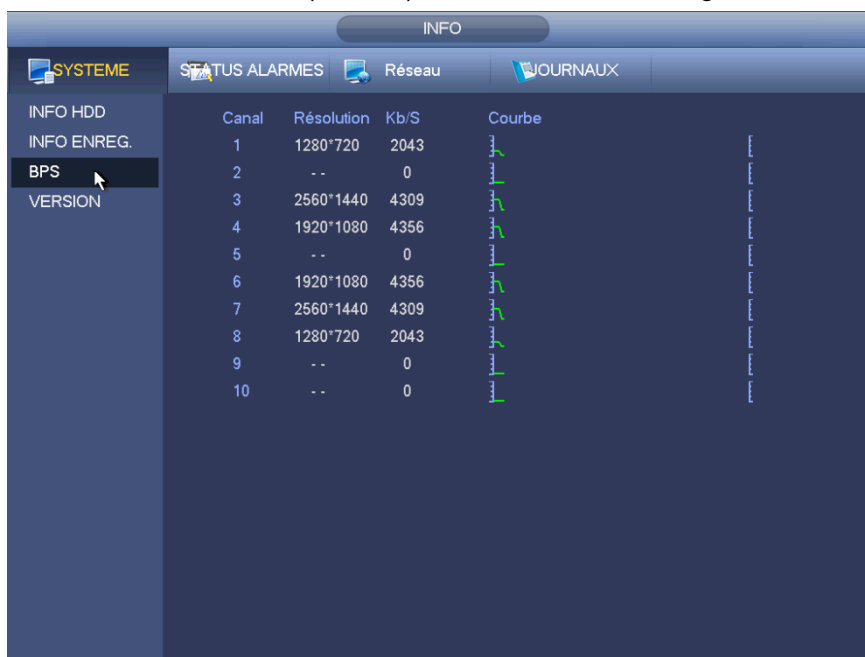 INFO
SYSTEME STATUS ALARMES Réseau JOURNAUX
INFO HDD
INFO ENREG.
BPS
VERSION
Canal Résolution Kb/S Courbe
1 1280*720 2043
2 -- 0
3 2560*1440 4309
4 1920*1080 4356
5 -- 0
6 1920*1080 4356
7 2560*1440 4309
8 1280*720 2043
9 -- 0
10 -- 0